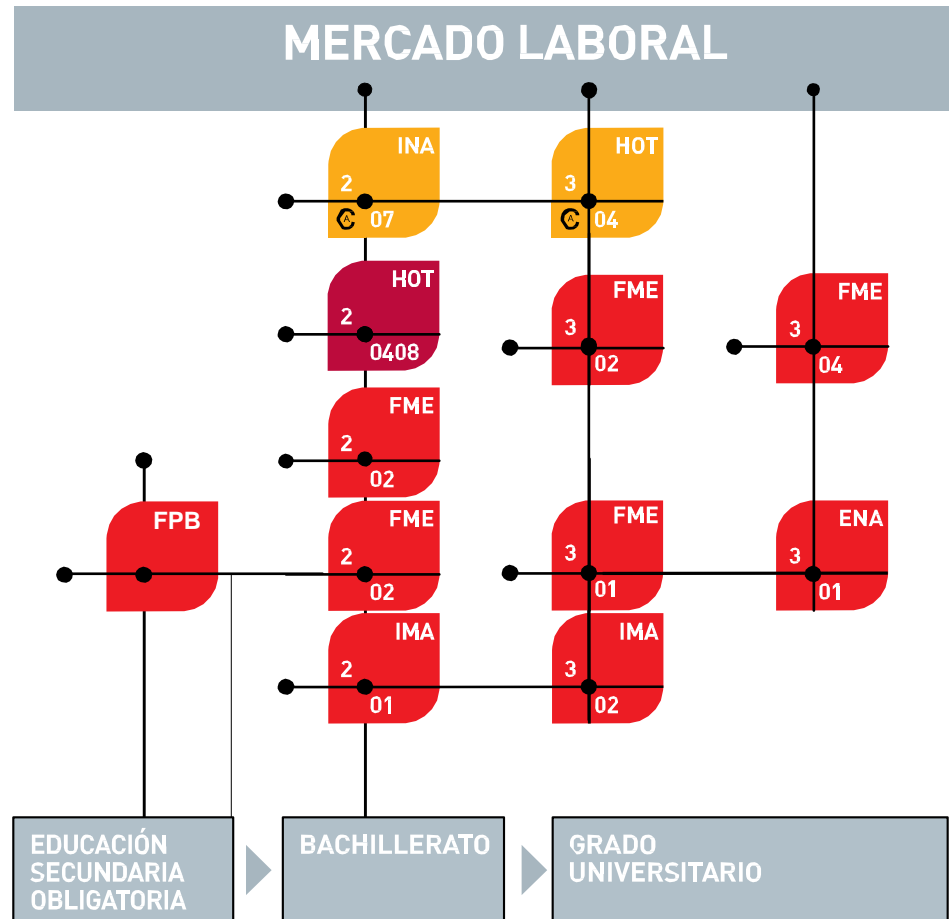 MERCADO LABORAL
INA
2
07
HOT
3
04
HOT
2
0408
FME
3
02
FME
3
04
FME
2
02
FPB
FME
2
02
FME
3
01
ENA
3
01
IMA
2
01
IMA
3
02
EDUCACIÓN
SECUNDARIA
OBLIGATORIA
BACHILLERATO
GRADO
UNIVERSITARIO